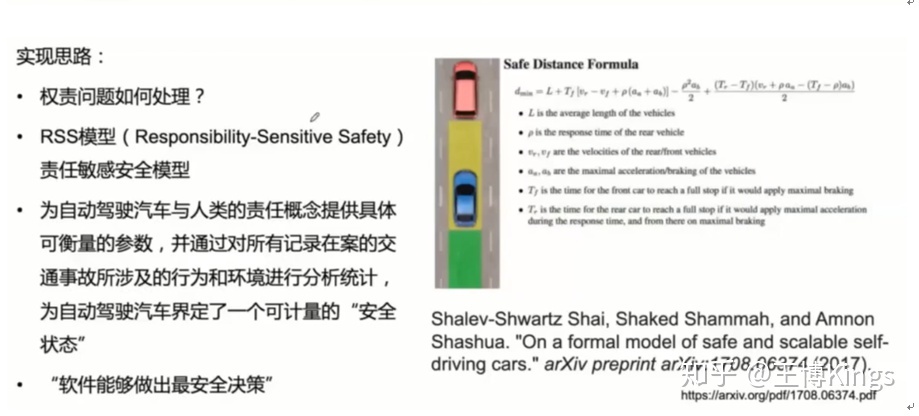 实现思路：
• 权责问题如何处理？
• RSS模型（Responsibility-Sensitive Safety）
责任敏感安全模型
• 为自动驾驶汽车与人类的责任概念提供具体
可衡量的参数，并通过对所有记录在案的交
通事故所涉及的行为和环境进行分析统计，
为自动驾驶汽车界定了一个可计量的“安全
状态”
• “软件能够做出最安全决策”
Safe Distance Formula
d_min = L + T_f [v_r − v_f + ρ(a_a + a_b)] − ρ²a_b/2 + (T_r − T_f)(v_r + ρa_a − (T_f − ρ)a_b)/2
• L is the average length of the vehicles
• ρ is the response time of the rear vehicle
• v_r, v_f are the velocities of the rear/front vehicles
• a_a, a_b are the maximal acceleration/braking of the vehicles
• T_f is the time for the front car to reach a full stop if it would apply maximal braking
• T_r is the time for the rear car to reach a full stop if it would apply maximal acceleration
during the response time, and from there on maximal braking
Shalev-Shwartz Shai, Shaked Shammah, and Amnon
Shashua. "On a formal model of safe and scalable self-
driving cars." arXiv preprint arXiv:1708.06374 (2017).
知乎 @王博Kings
https://arxiv.org/pdf/1708.06374.pdf